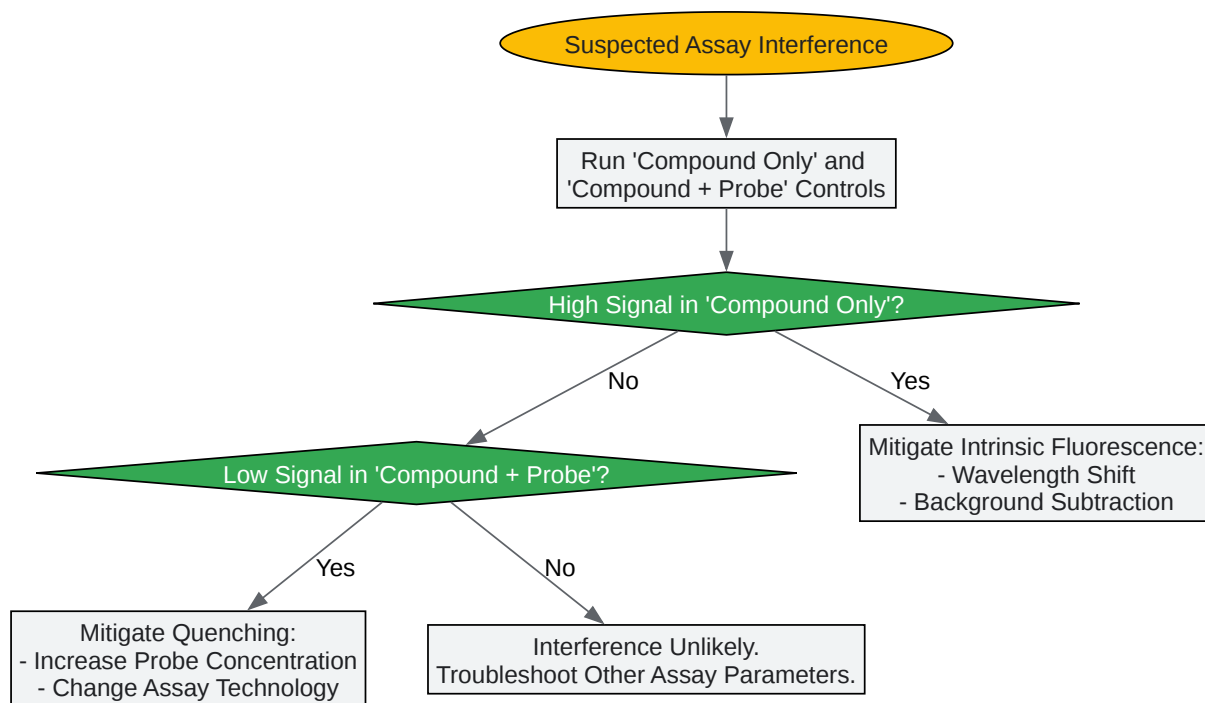 Suspected Assay Interference
Run 'Compound Only' and
'Compound + Probe' Controls
High Signal in 'Compound Only'?
No
Yes
Low Signal in 'Compound + Probe'?
Mitigate Intrinsic Fluorescence:
- Wavelength Shift
- Background Subtraction
Yes
No
Mitigate Quenching:
- Increase Probe Concentration
- Change Assay Technology
Interference Unlikely.
Troubleshoot Other Assay Parameters.